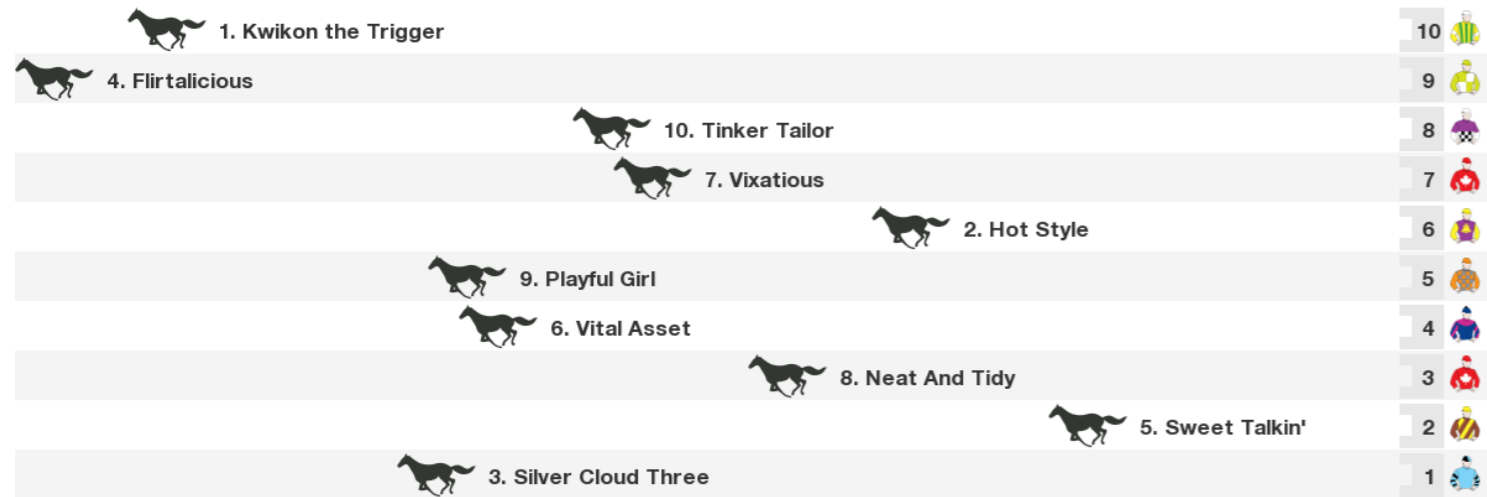 1. Kwikon the Trigger 10
4. Flirtalicious 9
10. Tinker Tailor 8
7. Vixatious 7
2. Hot Style 6
9. Playful Girl 5
6. Vital Asset 4
8. Neat And Tidy 3
5. Sweet Talkin' 2
3. Silver Cloud Three 1